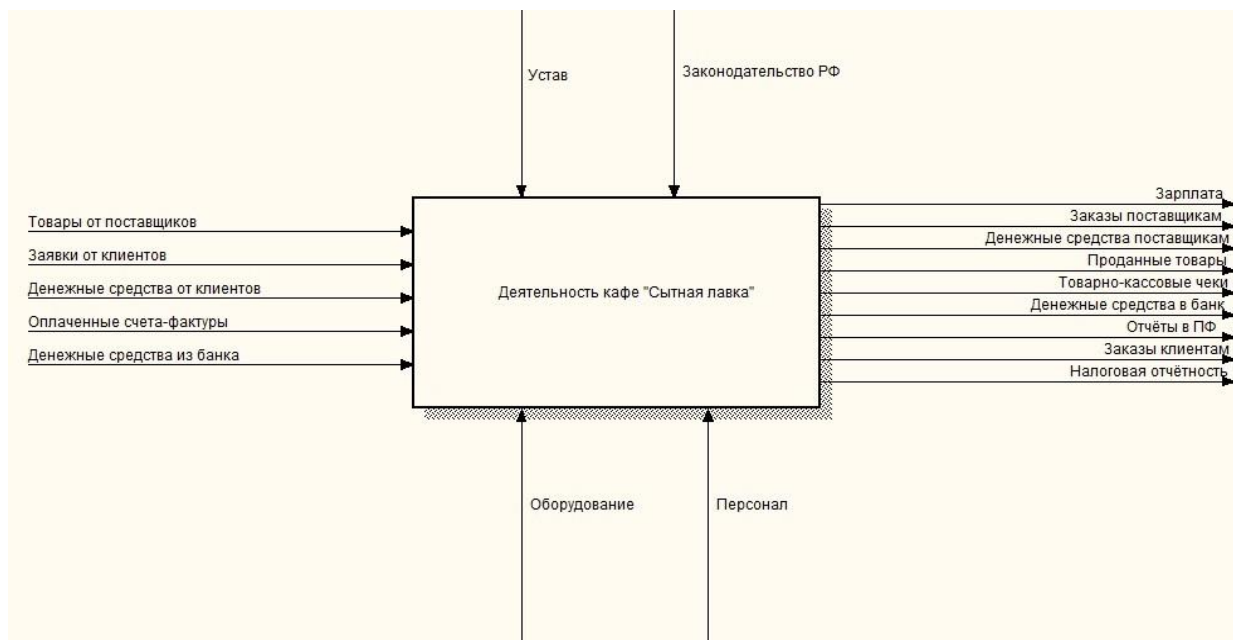 Устав
Законодательство РФ
Товары от поставщиков
Заявки от клиентов
Денежные средства от клиентов
Оплаченные счета-фактуры
Денежные средства из банка
Деятельность кафе "Сытная лавка"
Зарплата
Заказы поставщикам
Денежные средства поставщикам
Проданные товары
Товарно-кассовые чеки
Денежные средства в банк
Отчёты в ПФ
Заказы клиентам
Налоговая отчётность
Оборудование
Персонал